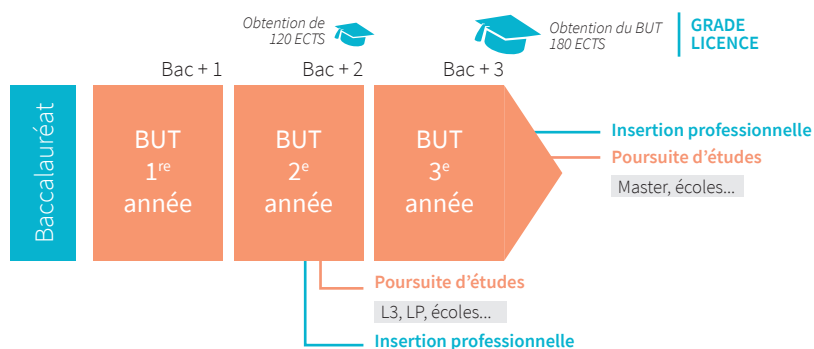 Obtention de
120 ECTS
Obtention du BUT
180 ECTS
GRADE
LICENCE
Bac + 1
Bac + 2
Bac + 3
Baccalauréat
BUT
1re
année
BUT
2e
année
BUT
3e
année
Insertion professionnelle
Poursuite d’études
Master, écoles...
Poursuite d’études
L3, LP, écoles...
Insertion professionnelle